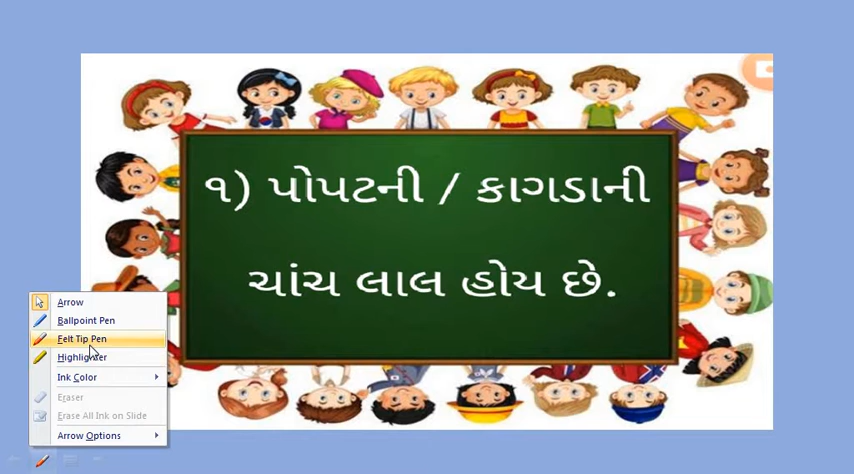 ૧) પોપટની / કાગડાની
ચાંચ લાલ હોય છે.
Arrow
Ballpoint Pen
Felt Tip Pen
Highlighter
Ink Color
Eraser
Erase All Ink on Slide
Arrow Options